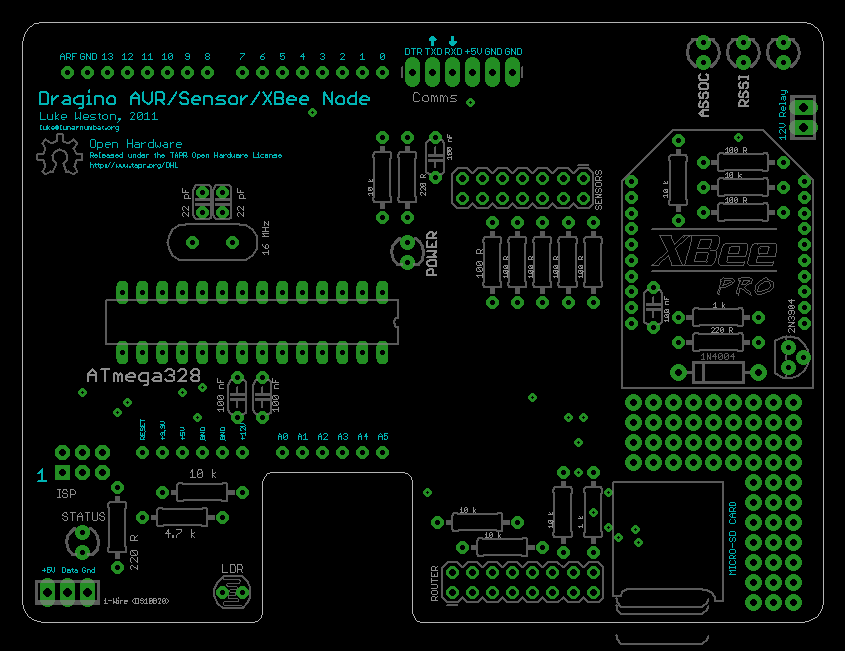 DTR TXD RXD +5V GND GND
ARF GND 13 12 11 10 9 8 7 6 5 4 3 2 1 0
Comms
ASSOC
RSSI
12V Relay
Dragino AVR/Sensor/XBee Node
Luke Weston, 2011
luke@lunarnumber.org
Open Hardware
Released under the TAPR Open Hardware License
http://www.tapr.org/OHL
22 pF
22 pF
16 MHz
10 k
220 R
100 nF
POWER
SENSORS
100 R
100 R
100 R
100 R
100 R
10 k
100 R
10 k
100 R
XBee
PRO
100 nF
1 k
220 R
1N4004
2N3904
ATmega328
100 nF
100 nF
RESET
+3.3V
+5V
GND
GND
+12V
A0 A1 A2 A3 A4 A5
1
ISP
10 k
4.7 k
STATUS
220 R
+5V Data Gnd
1-Wire (DS18B20)
LDR
10 k
10 k
10 k
1 k
ROUTER
MICRO-SD CARD